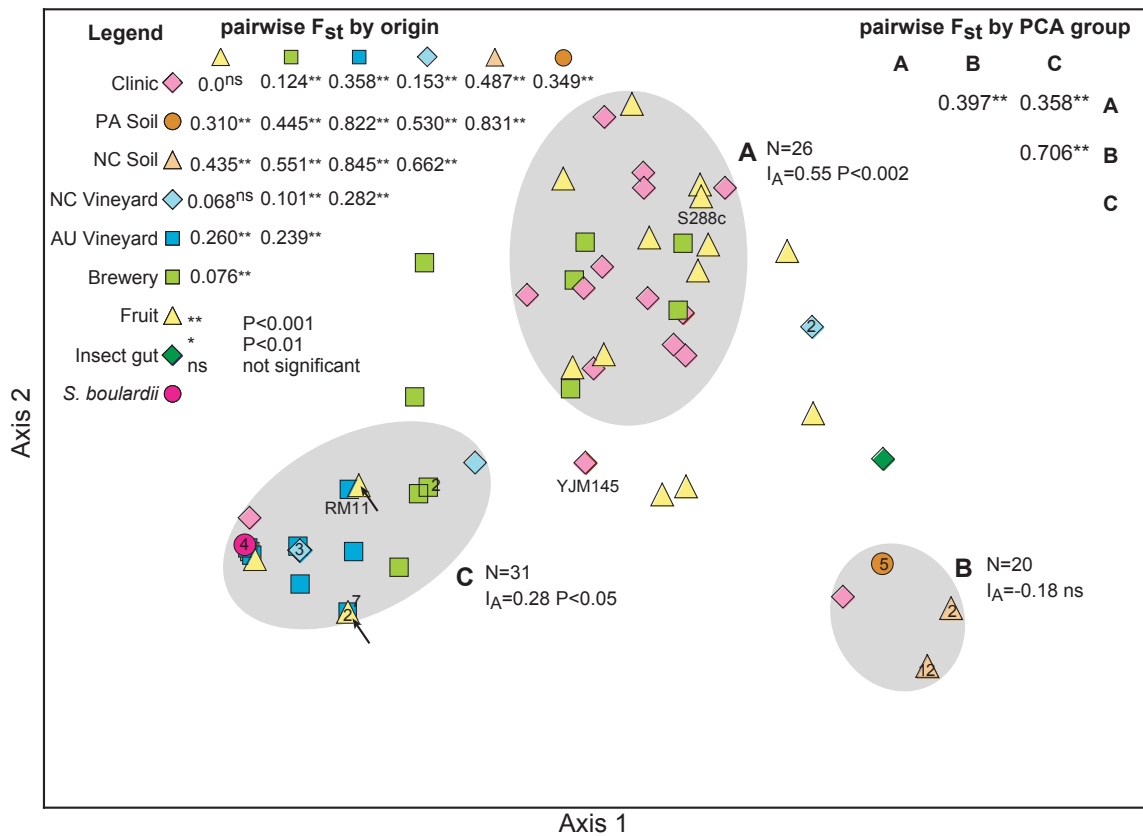 Legend
pairwise Fst by origin
pairwise Fst by PCA group
A B C
Clinic 0.0ns 0.124** 0.358** 0.153** 0.487** 0.349**
0.397** 0.358** A
PA Soil 0.310** 0.445** 0.822** 0.530** 0.831**
0.706** B
NC Soil 0.435** 0.551** 0.845** 0.662**
C
NC Vineyard 0.068ns 0.101** 0.282**
AU Vineyard 0.260** 0.239**
Brewery 0.076**
Fruit
** P<0.001
* P<0.01
ns not significant
Insect gut
S. boulardii
A N=26
IA=0.55 P<0.002
S288c
2
YJM145
RM11
2
4
3
7
2
C N=31
IA=0.28 P<0.05
B N=20
IA=-0.18 ns
5
2
12
Axis 2
Axis 1